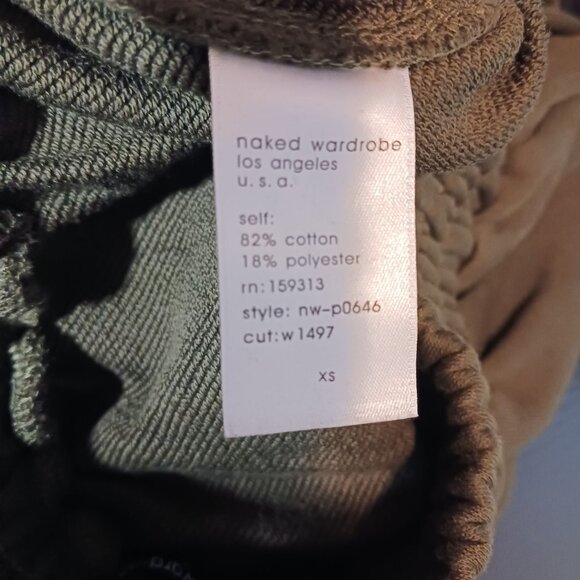 naked wardrobe
los angeles
u.s.a.
self:
82% cotton
18% polyester
rn:159313
style: nw-p0646
cut:w1497
xs